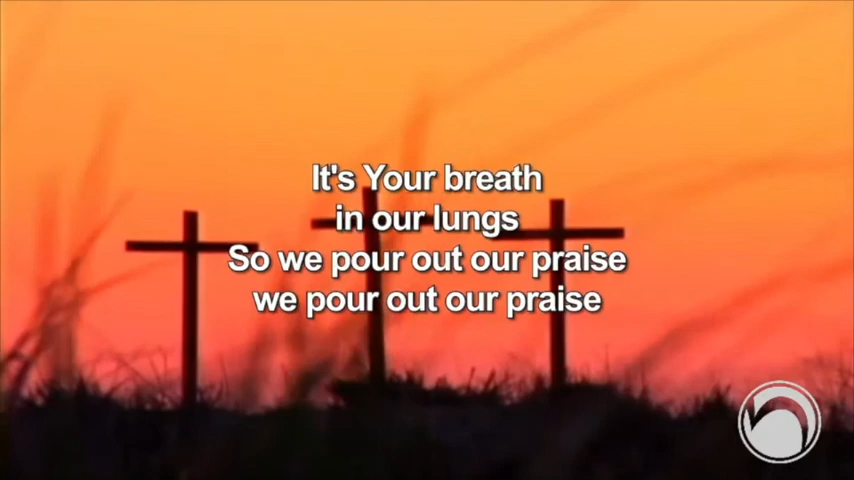 It's Your breath
in our lungs
So we pour out our praise
we pour out our praise